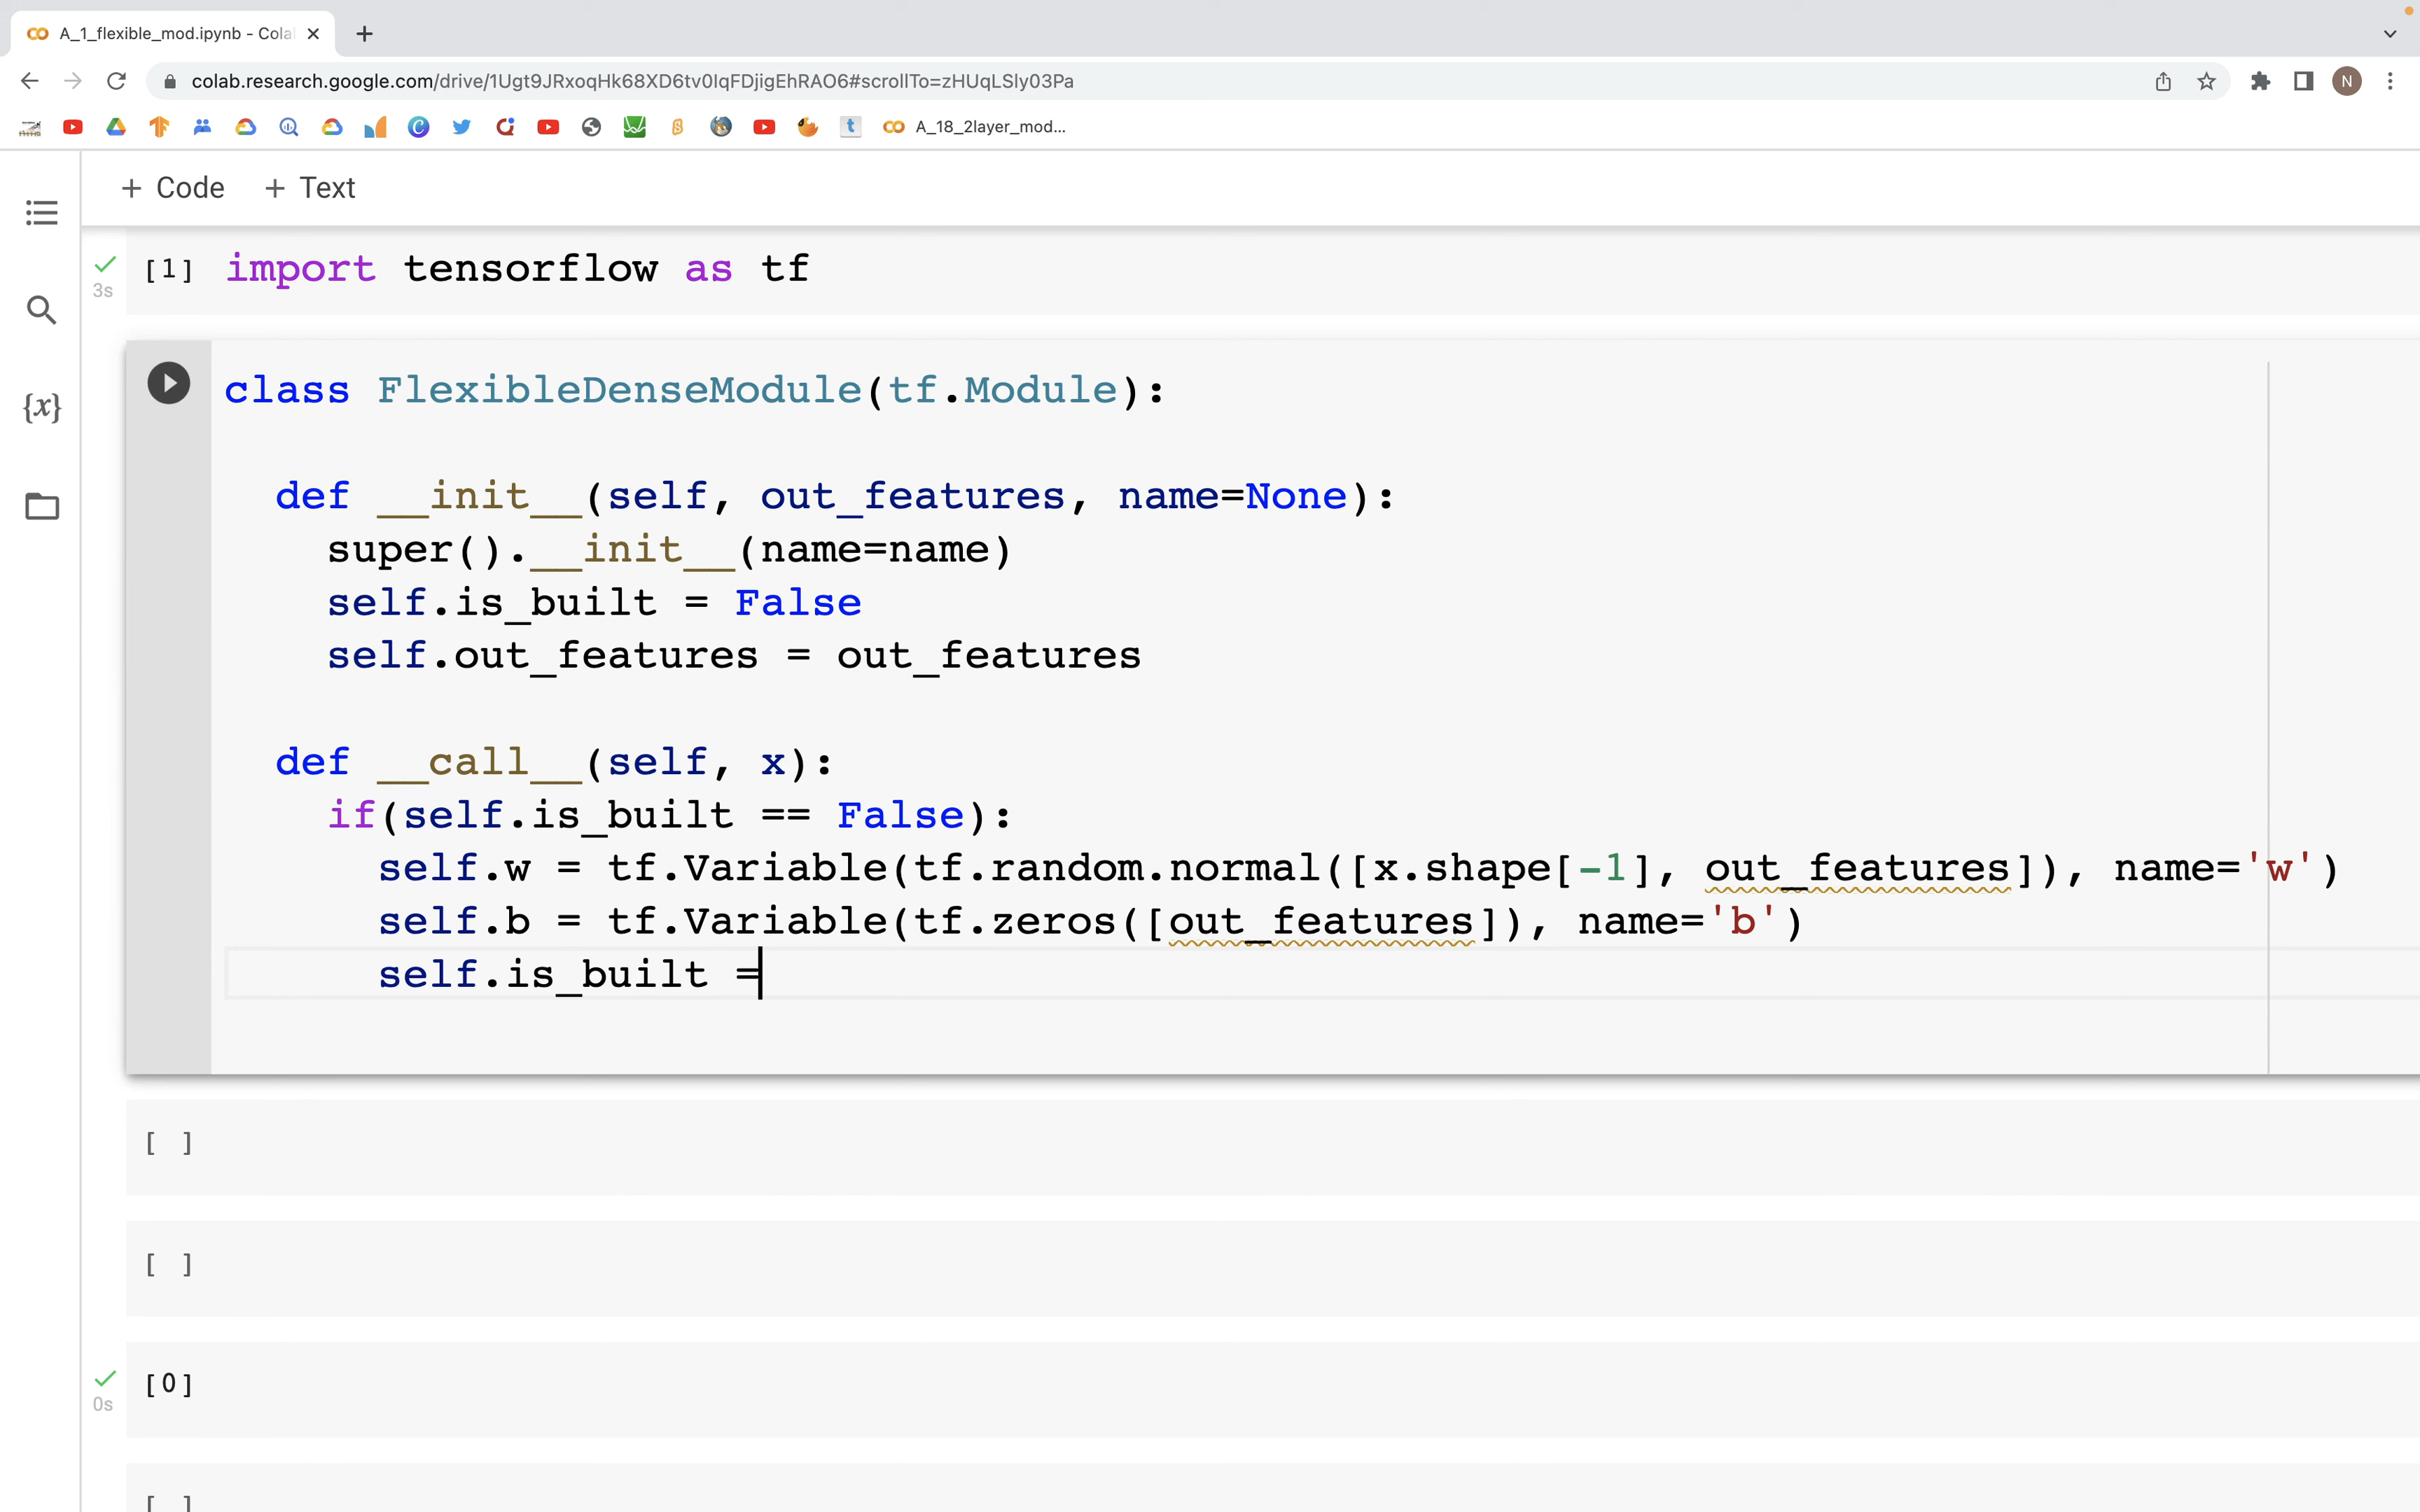 A_1_flexible_mod.ipynb - Cola
colab.research.google.com/drive/1Ugt9JRxoqHk68XD6tv0IqFDjigEhRAO6#scrollTo=zHUqLSly03Pa
N
A_18_2layer_mod...
+ Code + Text
[1] import tensorflow as tf
3s
{x}
class FlexibleDenseModule(tf.Module):
def __init__(self, out_features, name=None):
super().__init__(name=name)
self.is_built = False
self.out_features = out_features
def __call__(self, x):
if(self.is_built == False):
self.w = tf.Variable(tf.random.normal([x.shape[-1], out_features]), name='w')
self.b = tf.Variable(tf.zeros([out_features]), name='b')
self.is_built =
[ ]
[ ]
[0]
0s
[ ]